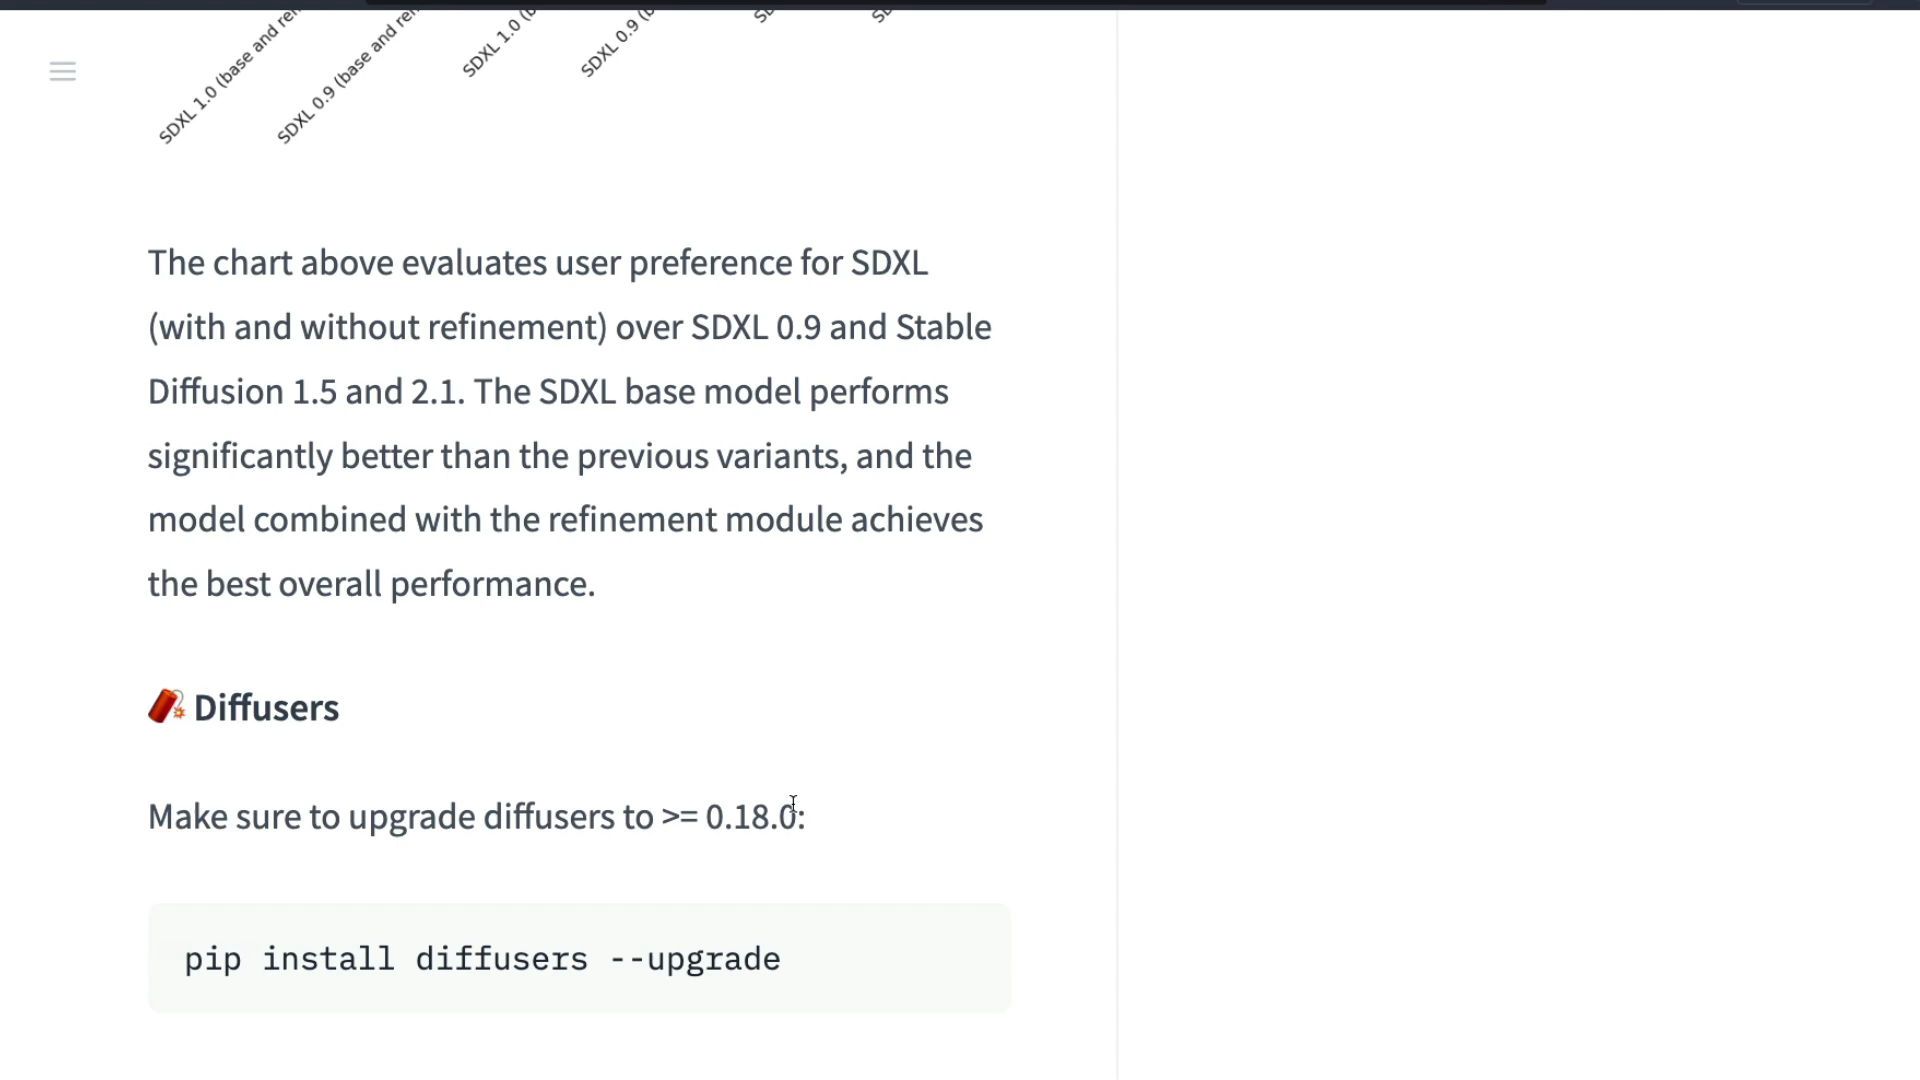 SDXL 1.0 (base and
SDXL 0.9 (base and
SDXL 1.0
SDXL 0.9
The chart above evaluates user preference for SDXL
(with and without refinement) over SDXL 0.9 and Stable
Diffusion 1.5 and 2.1. The SDXL base model performs
significantly better than the previous variants, and the
model combined with the refinement module achieves
the best overall performance.
🧨 Diffusers
Make sure to upgrade diffusers to >= 0.18.0:
pip install diffusers --upgrade